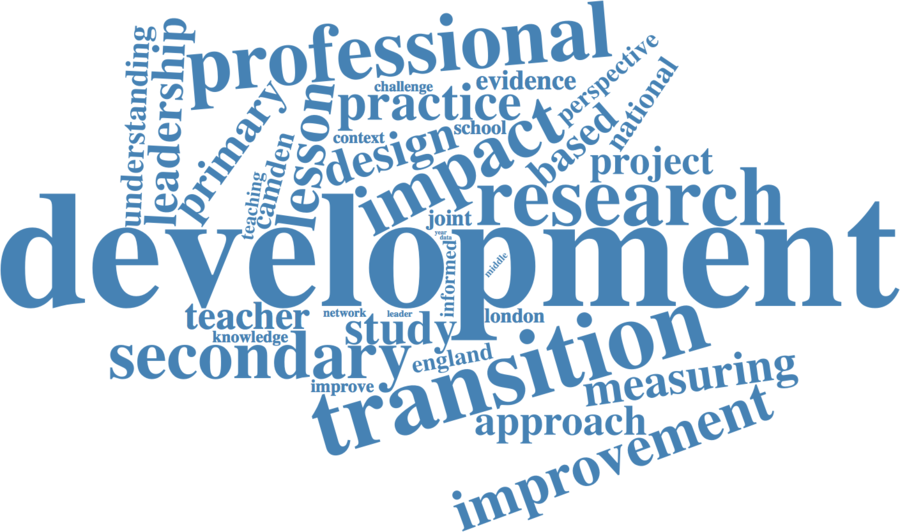 professional
understanding
leadership
primary
challenge
evidence
perspective
practice
national
lesson
context
school
design
impact
based
project
teaching
camden
research
joint
development
year
data
informed
middle
teacher
network
leader
london
knowledge
study
secondary
england
transition
improve
measuring
approach
improvement